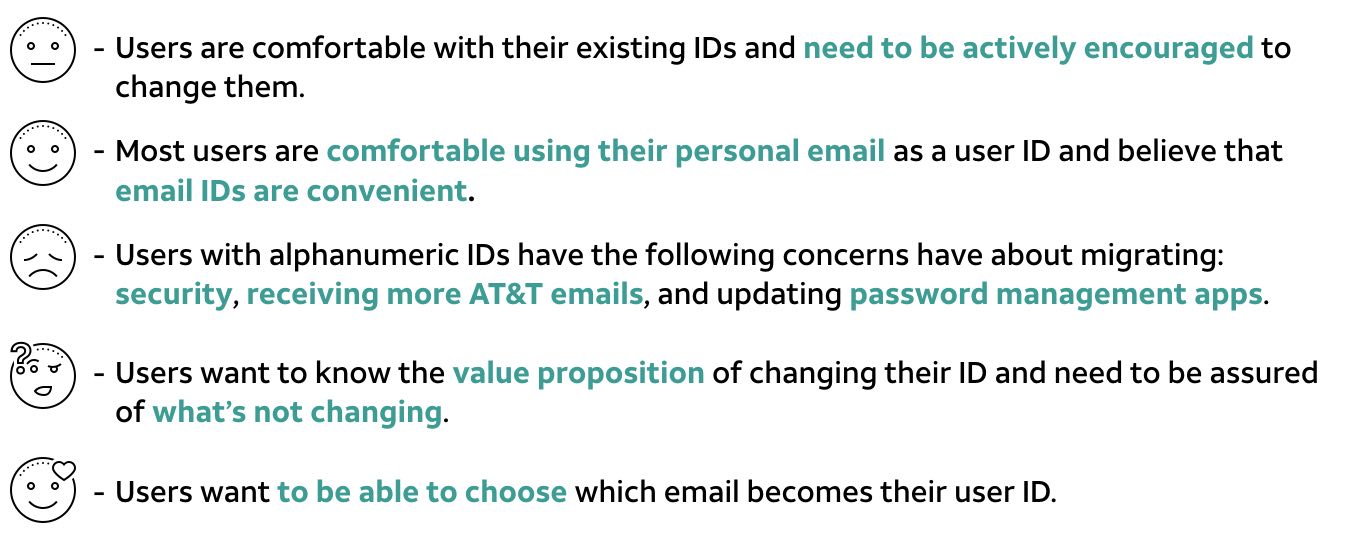 - Users are comfortable with their existing IDs and need to be actively encouraged to
change them.
- Most users are comfortable using their personal email as a user ID and believe that
email IDs are convenient.
- Users with alphanumeric IDs have the following concerns have about migrating:
security, receiving more AT&T emails, and updating password management apps.
- Users want to know the value proposition of changing their ID and need to be assured
of what’s not changing.
- Users want to be able to choose which email becomes their user ID.